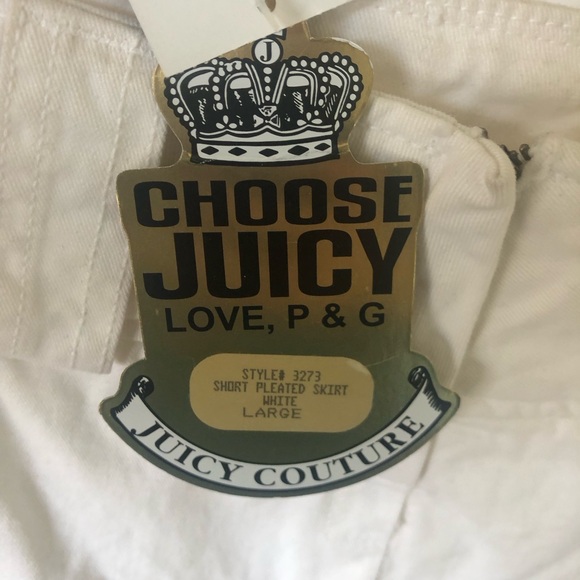 J
CHOOSE
JUICY
LOVE, P & G
STYLE# 3273
SHORT PLEATED SKIRT
WHITE
LARGE
JUICY COUTURE